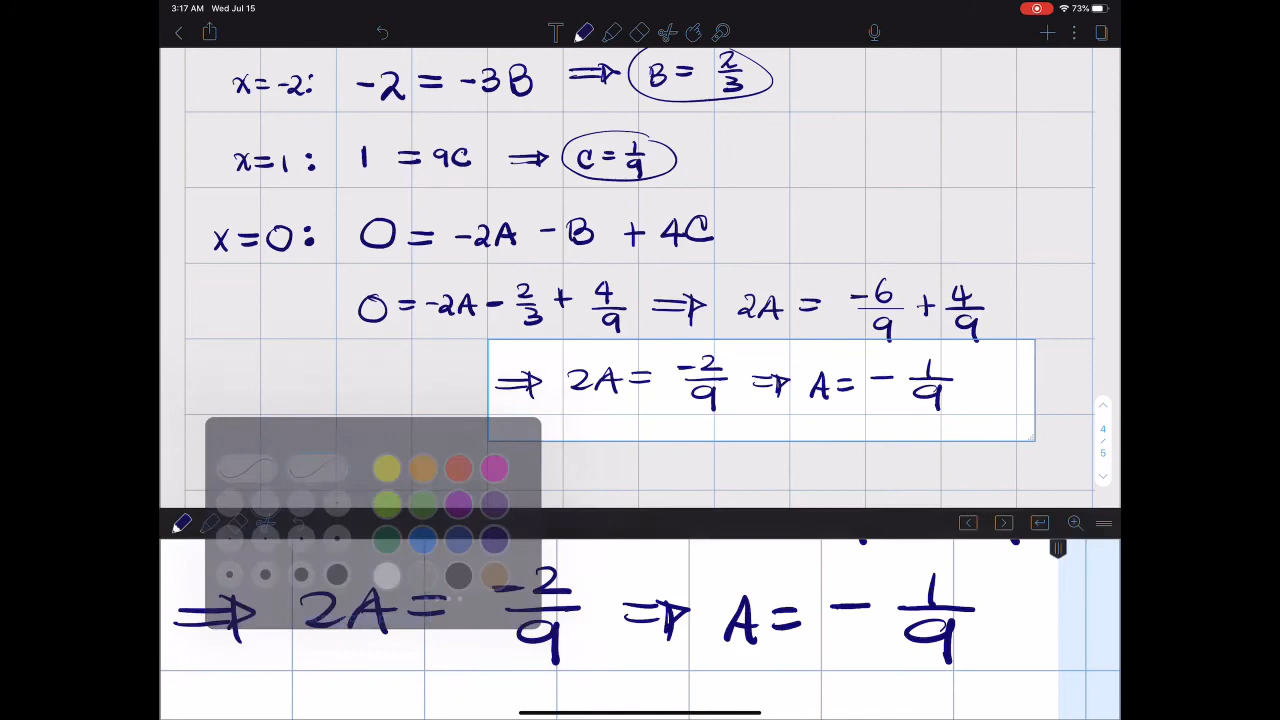 3:17 AM Wed Jul 15 73%
T
x=-2: -2 = -3B ⟹ B = 2/3
x=1: 1 = 9C ⟹ C = 1/9
x=0: 0 = -2A - B + 4C
0 = -2A - 2/3 + 4/9 ⟹ 2A = -6/9 + 4/9
⟹ 2A = -2/9 ⟹ A = - 1/9
4
/
5
⟹ 2A = -2/9 ⟹ A = - 1/9